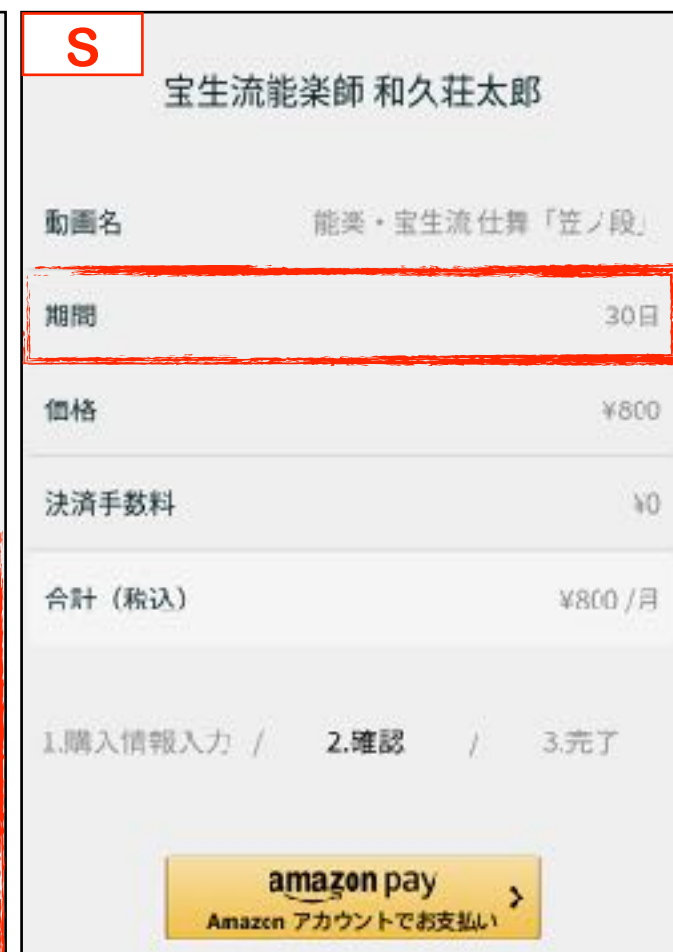 S
宝生流能楽師 和久荘太郎
動画名 能楽・宝生流 仕舞「笠ノ段」
期間 30日
価格 ¥800
決済手数料 ¥0
合計（税込） ¥800 /月
1.購入情報入力 / 2.確認 / 3.完了
amazon pay
Amazon アカウントでお支払い